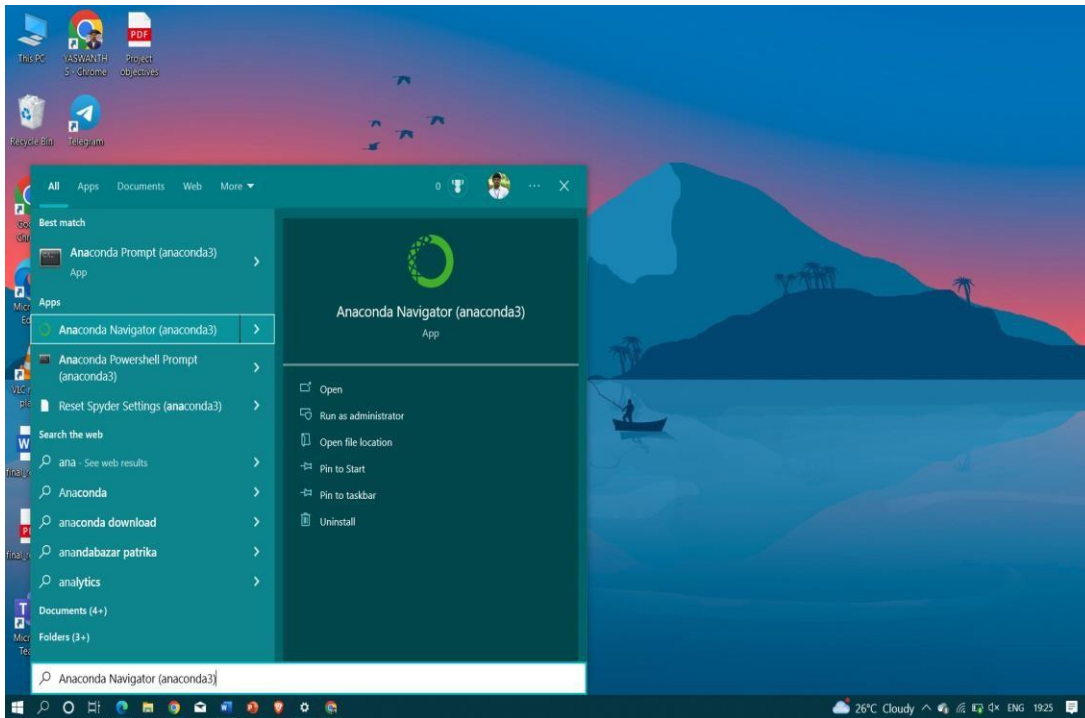 This PC
YASWANTH
S - Chrome
Project
objectives
PDF
Recycle Bin
Telegram
All Apps Documents Web More
0
Best match
Anaconda Prompt (anaconda3)
App
Apps
Anaconda Navigator (anaconda3)
Anaconda Powershell Prompt
(anaconda3)
Reset Spyder Settings (anaconda3)
Search the web
ana - See web results
Anaconda
anaconda download
anandabazar patrika
analytics
Documents (4+)
Folders (3+)
Anaconda Navigator (anaconda3)
App
Open
Run as administrator
Open file location
Pin to Start
Pin to taskbar
Uninstall
Anaconda Navigator (anaconda3)
26°C Cloudy ENG 19:25